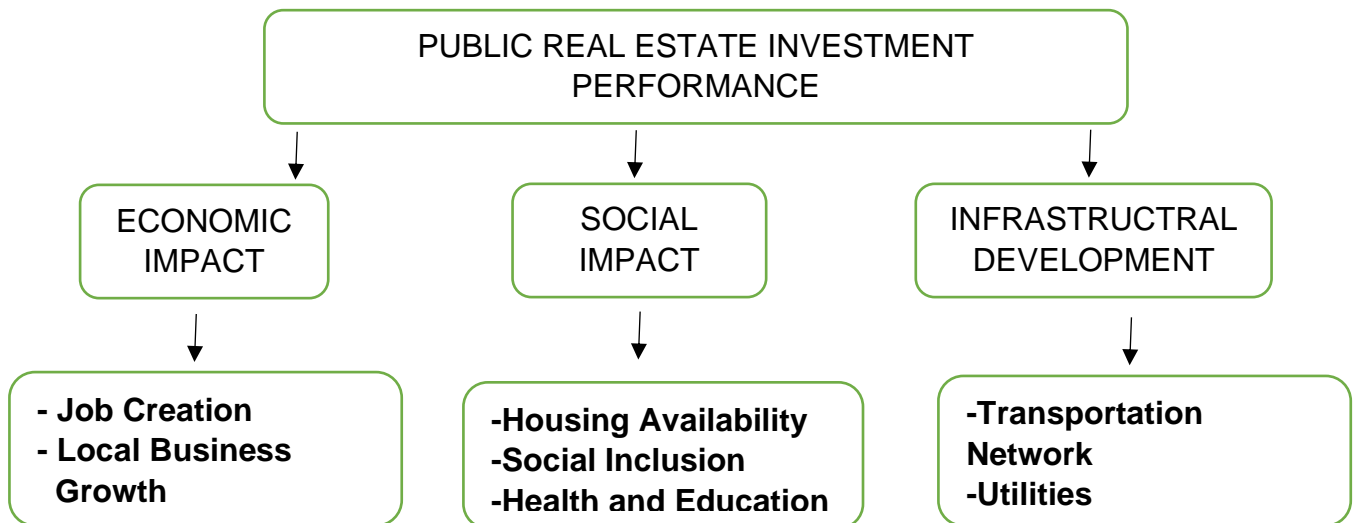 PUBLIC REAL ESTATE INVESTMENT
PERFORMANCE
ECONOMIC
IMPACT
SOCIAL
IMPACT
INFRASTRUCTRAL
DEVELOPMENT
- Job Creation
- Local Business
Growth
-Housing Availability
-Social Inclusion
-Health and Education
-Transportation
Network
-Utilities